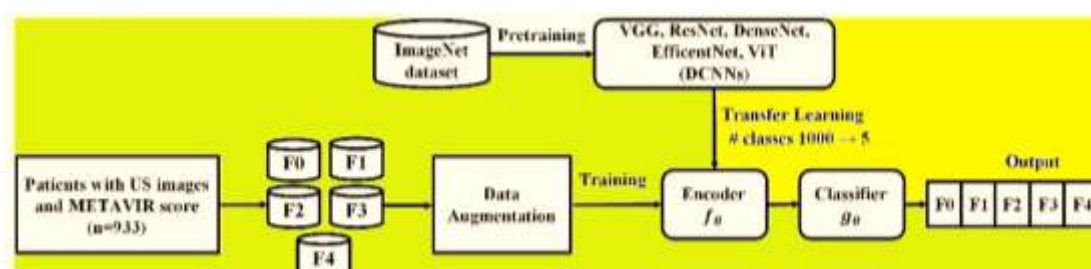 ImageNet
dataset
Pretraining
VGG, ResNet, DenseNet,
EfficentNet, ViT
(DCNNs)
Transfer Learning
# classes 1000 → 5
Patients with US images
and METAVIR score
(n=933)
F0
F1
F2
F3
F4
Data
Augmentation
Training
Encoder
fθ
Classifier
gθ
Output
F0 F1 F2 F3 F4